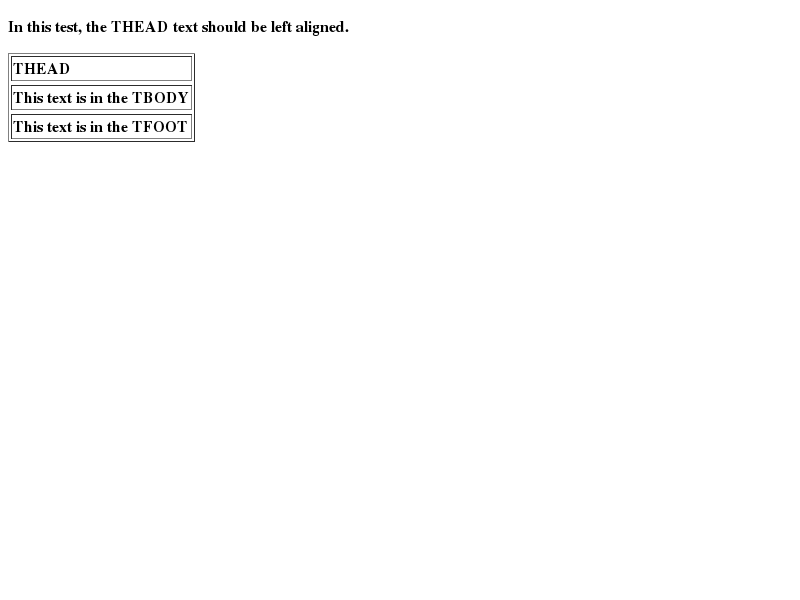 In this test, the THEAD text should be left aligned.
THEAD
This text is in the TBODY
This text is in the TFOOT